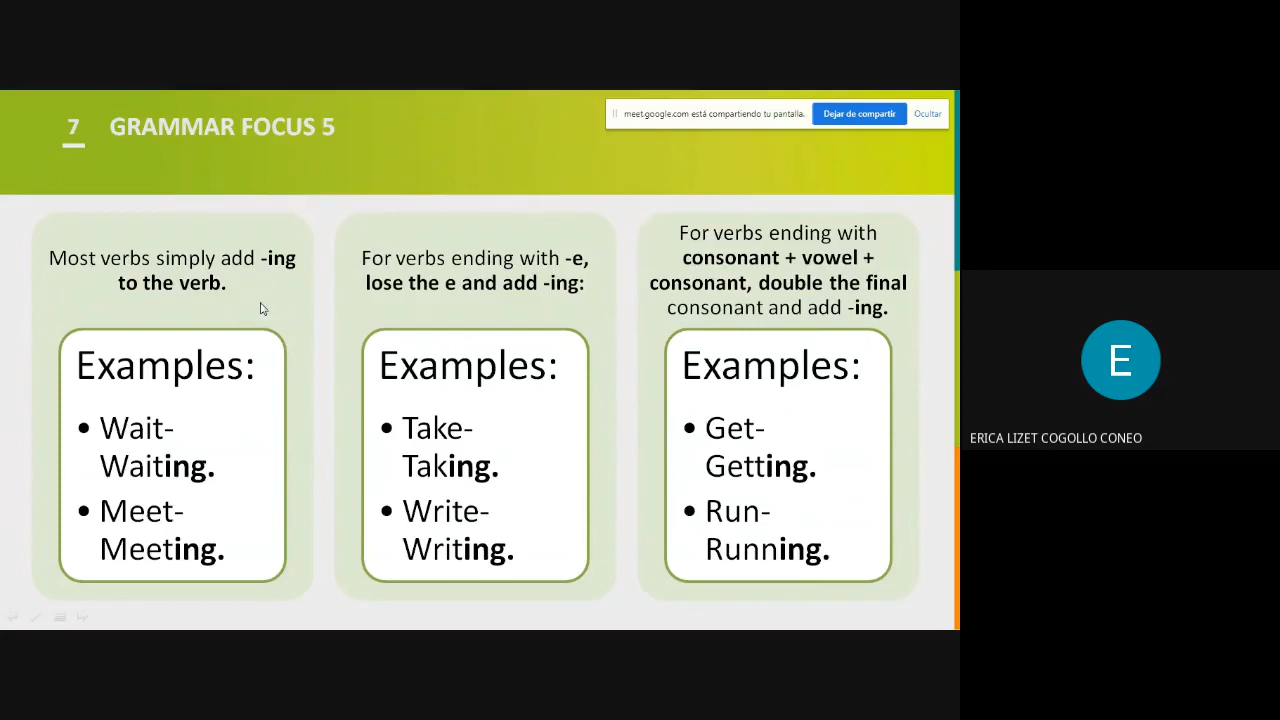 7 GRAMMAR FOCUS 5
meet.google.com está compartiendo tu pantalla.
Dejar de compartir
Ocultar
Most verbs simply add -ing
to the verb.
Examples:
• Wait-
Waiting.
• Meet-
Meeting.
For verbs ending with -e,
lose the e and add -ing:
Examples:
• Take-
Taking.
• Write-
Writing.
For verbs ending with
consonant + vowel +
consonant, double the final
consonant and add -ing.
Examples:
• Get-
Getting.
• Run-
Running.
E
ERICA LIZET COGOLLO CONEO